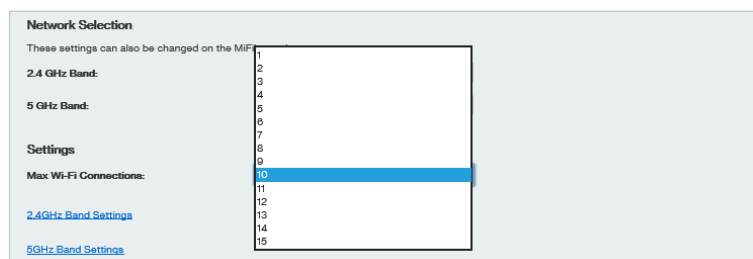 Network Selection
These settings can also be changed on the MiFi
2.4 GHz Band:
5 GHz Band:
Settings
Max Wi-Fi Connections:
2.4GHz Band Settings
5GHz Band Settings
1
2
3
4
5
6
7
8
9
10
11
12
13
14
15